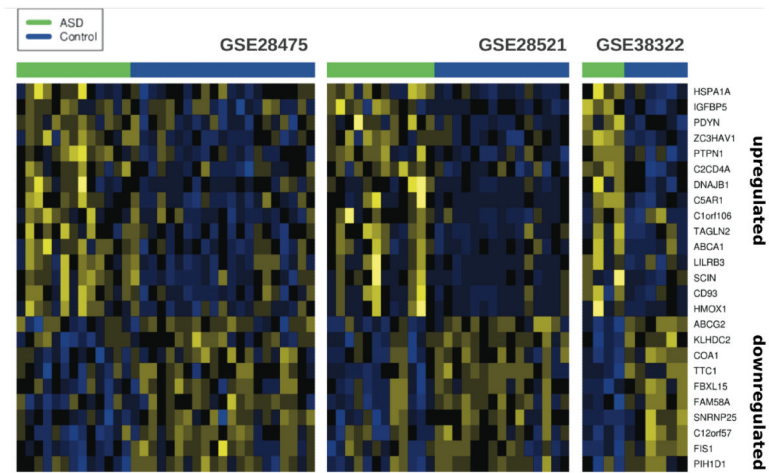 ASD
Control
GSE28475
GSE28521
GSE38322
HSPA1A
IGFBP5
PDYN
ZC3HAV1
PTPN1
C2CD4A
DNAJB1
C5AR1
C1orf106
TAGLN2
ABCA1
LILRB3
SCIN
CD93
HMOX1
ABCG2
KLHDC2
COA1
TTC1
FBXL15
FAM58A
SNRNP25
C12orf57
FIS1
PIH1D1
upregulated
downregulated